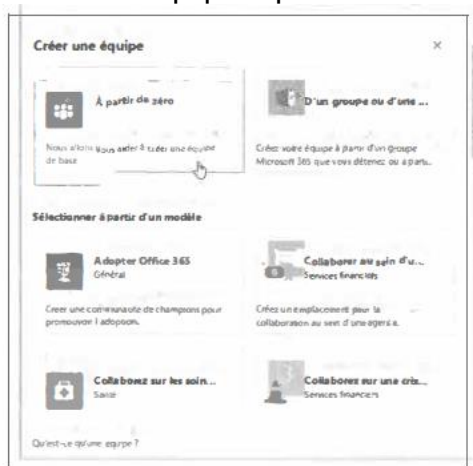 Créer une équipe
À partir de zéro
Nous allons vous aider à créer une équipe
de base
D'un groupe ou d'une ...
Créez votre équipe à partir d'un groupe
Microsoft 365 que vous détenez ou à parti...
Sélectionner à partir d'un modèle
Adopter Office 365
Général
Créer une communauté de champions pour
promouvoir l'adoption.
Collaborer au sein d'u...
Services financiers
Créez un emplacement pour la
collaboration au sein d'une agence.
Collaborez sur les soin...
Santé
Collaborez sur une cris...
Services financiers
Qu'est-ce qu'une équipe ?